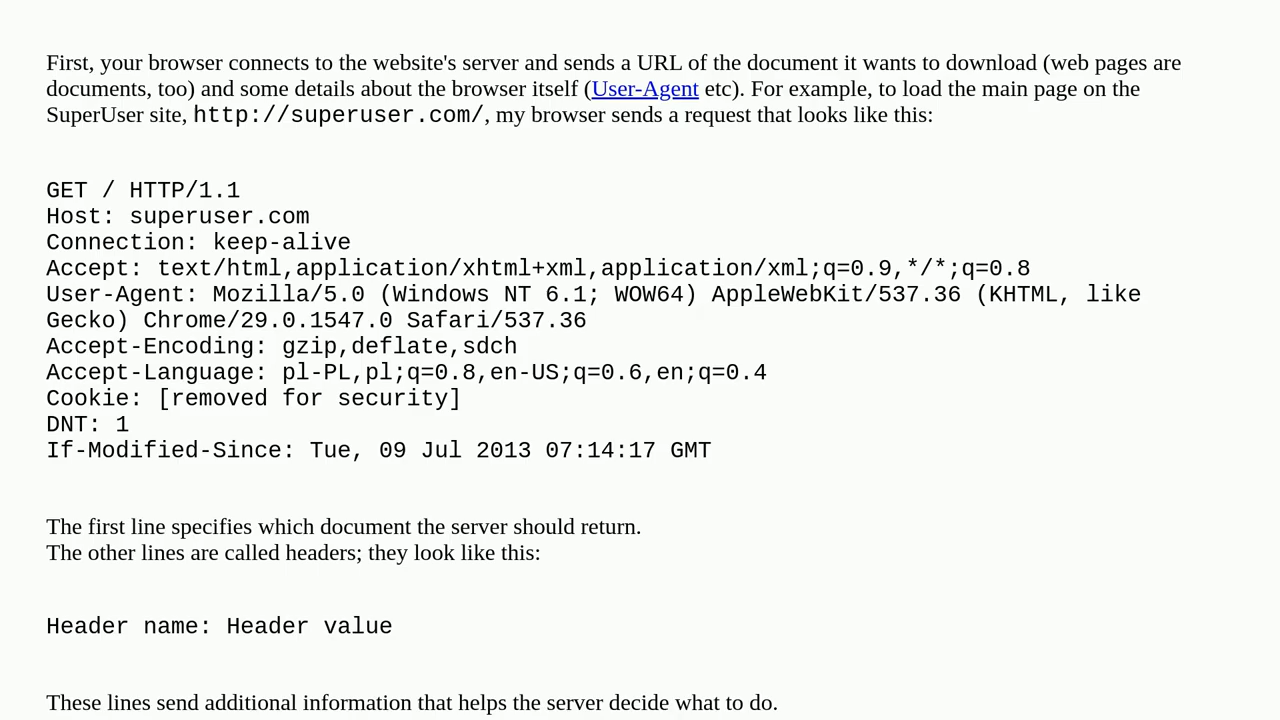 First, your browser connects to the website's server and sends a URL of the document it wants to download (web pages are
documents, too) and some details about the browser itself (User-Agent etc). For example, to load the main page on the
SuperUser site, http://superuser.com/, my browser sends a request that looks like this:
GET / HTTP/1.1
Host: superuser.com
Connection: keep-alive
Accept: text/html,application/xhtml+xml,application/xml;q=0.9,*/*;q=0.8
User-Agent: Mozilla/5.0 (Windows NT 6.1; WOW64) AppleWebKit/537.36 (KHTML, like
Gecko) Chrome/29.0.1547.0 Safari/537.36
Accept-Encoding: gzip,deflate,sdch
Accept-Language: pl-PL,pl;q=0.8,en-US;q=0.6,en;q=0.4
Cookie: [removed for security]
DNT: 1
If-Modified-Since: Tue, 09 Jul 2013 07:14:17 GMT
The first line specifies which document the server should return.
The other lines are called headers; they look like this:
Header name: Header value
These lines send additional information that helps the server decide what to do.